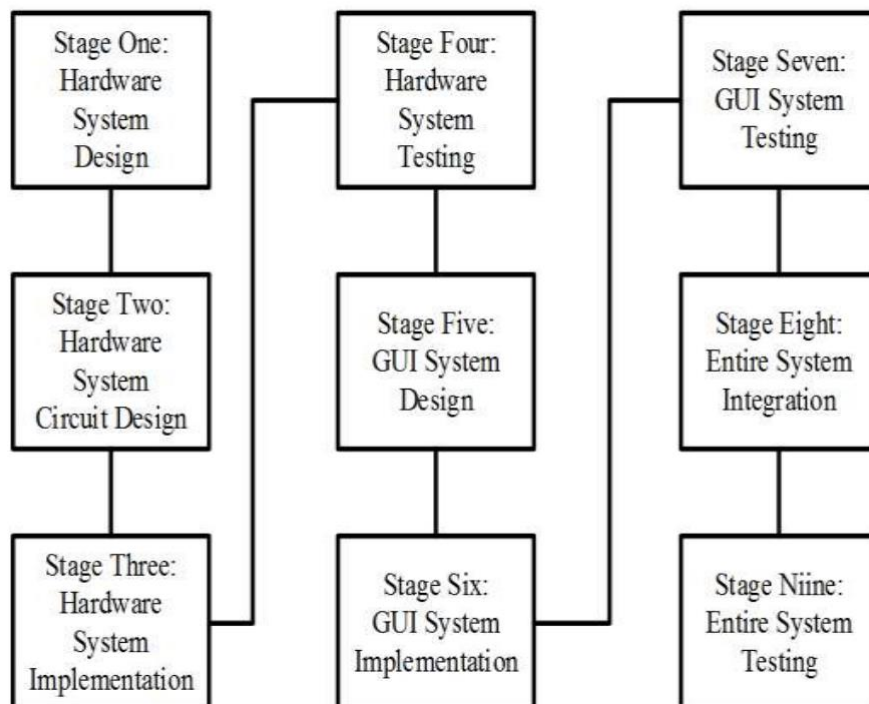 Stage One:
Hardware
System
Design
Stage Two:
Hardware
System
Circuit Design
Stage Three:
Hardware
System
Implementation
Stage Four:
Hardware
System
Testing
Stage Five:
GUI System
Design
Stage Six:
GUI System
Implementation
Stage Seven:
GUI System
Testing
Stage Eight:
Entire System
Integration
Stage Niine:
Entire System
Testing